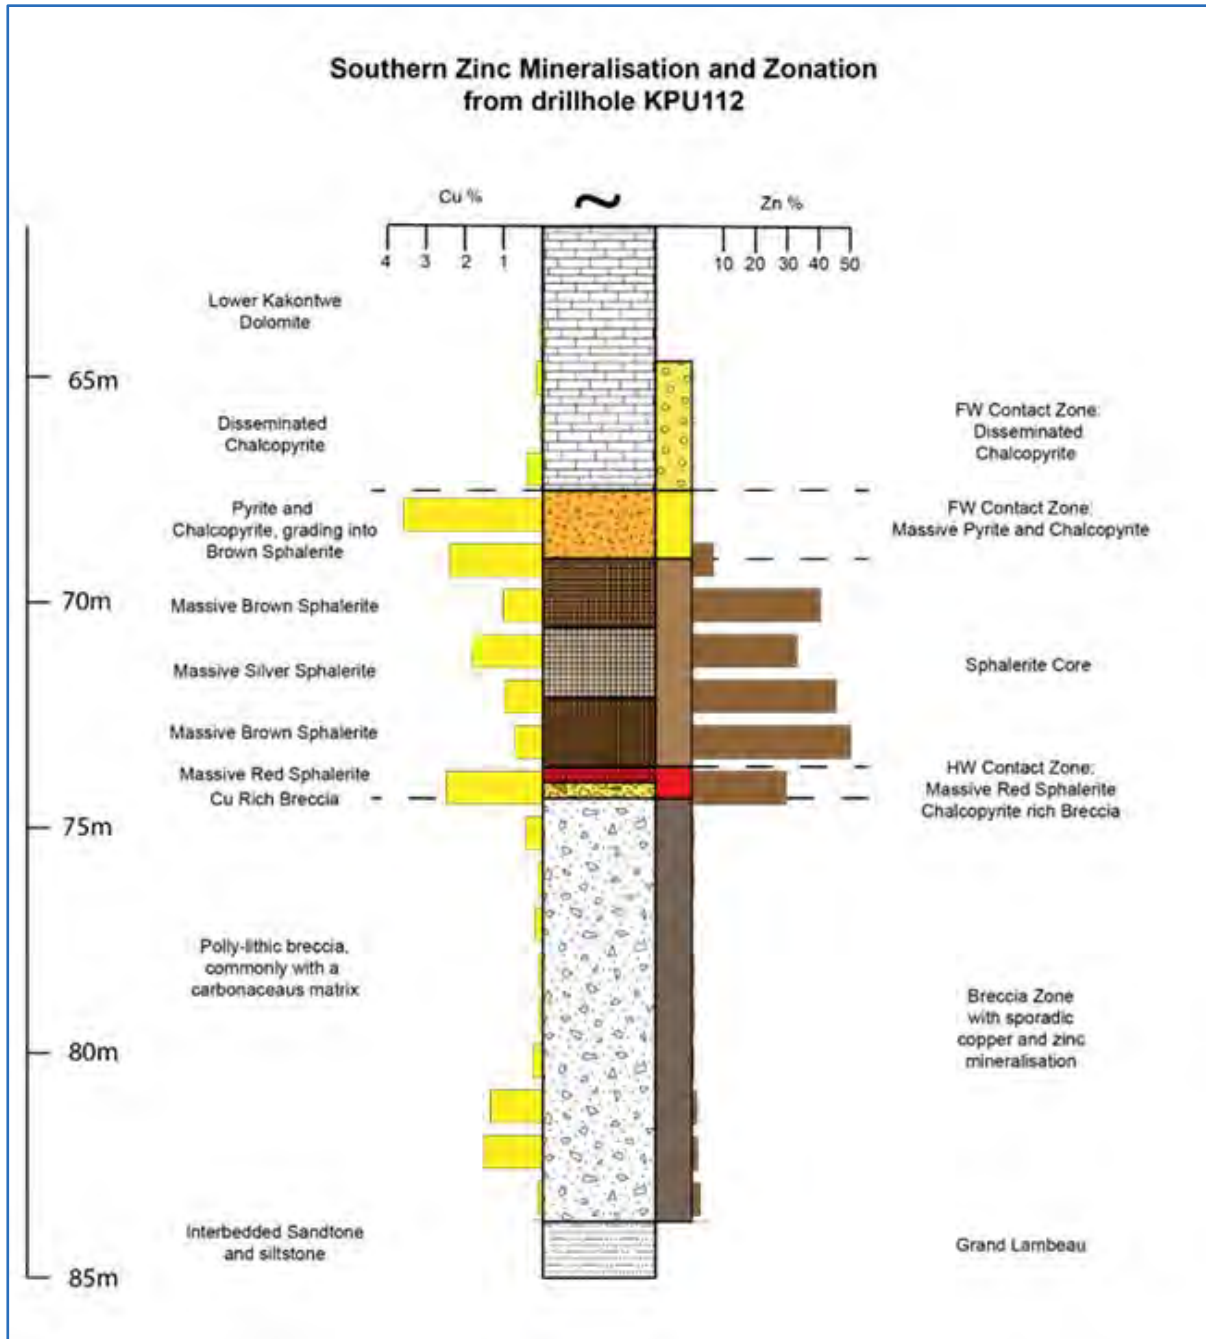 Southern Zinc Mineralisation and Zonation
from drillhole KPU112
Cu %
~
Zn %
4 3 2 1
10 20 30 40 50
Lower Kakontwe
Dolomite
65m
Disseminated
Chalcopyrite
FW Contact Zone:
Disseminated
Chalcopyrite
Pyrite and
Chalcopyrite, grading into
Brown Sphalerite
FW Contact Zone:
Massive Pyrite and Chalcopyrite
70m
Massive Brown Sphalerite
Massive Silver Sphalerite
Sphalerite Core
Massive Brown Sphalerite
Massive Red Sphalerite
Cu Rich Breccia
HW Contact Zone:
Massive Red Sphalerite
Chalcopyrite rich Breccia
75m
Polly-lithic breccia,
commonly with a
carbonaceaus matrix
Breccia Zone
with sporadic
copper and zinc
mineralisation
80m
Interbedded Sandtone
and siltstone
Grand Lambeau
85m